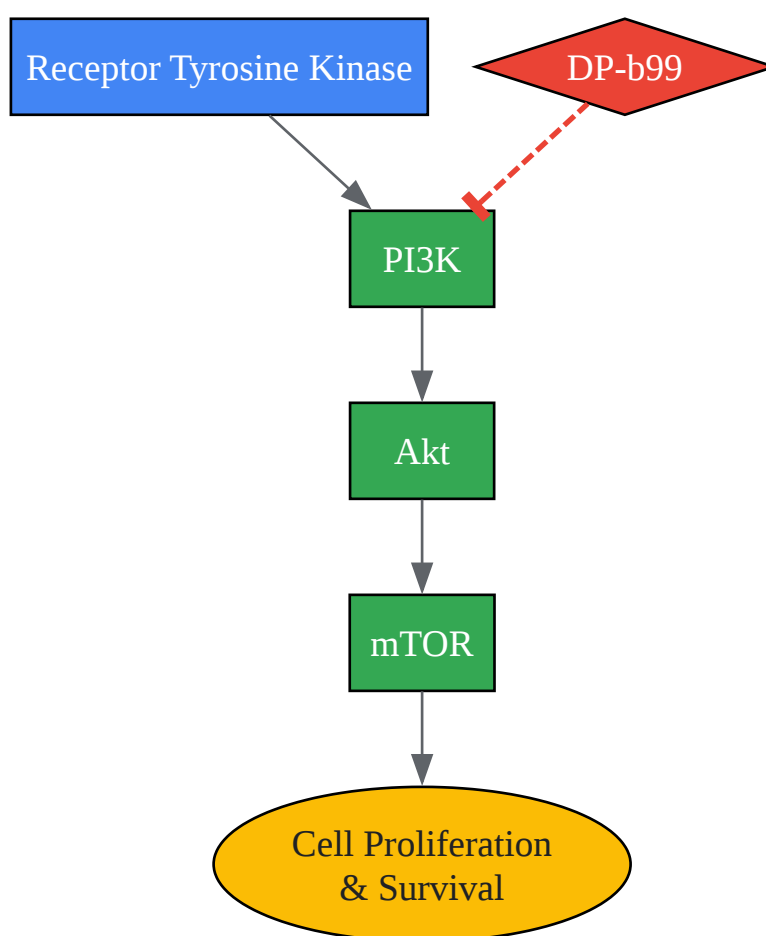 Receptor Tyrosine Kinase
DP-b99
PI3K
Akt
mTOR
Cell Proliferation
& Survival